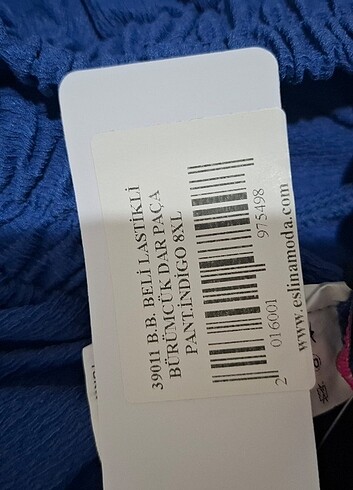 39011 B.B. BELİ LASTİKLİ
BÜRÜMCÜK DAR PAÇA
PANT.İNDİGO 8XL
2 016001 975498
www.eslinamoda.com